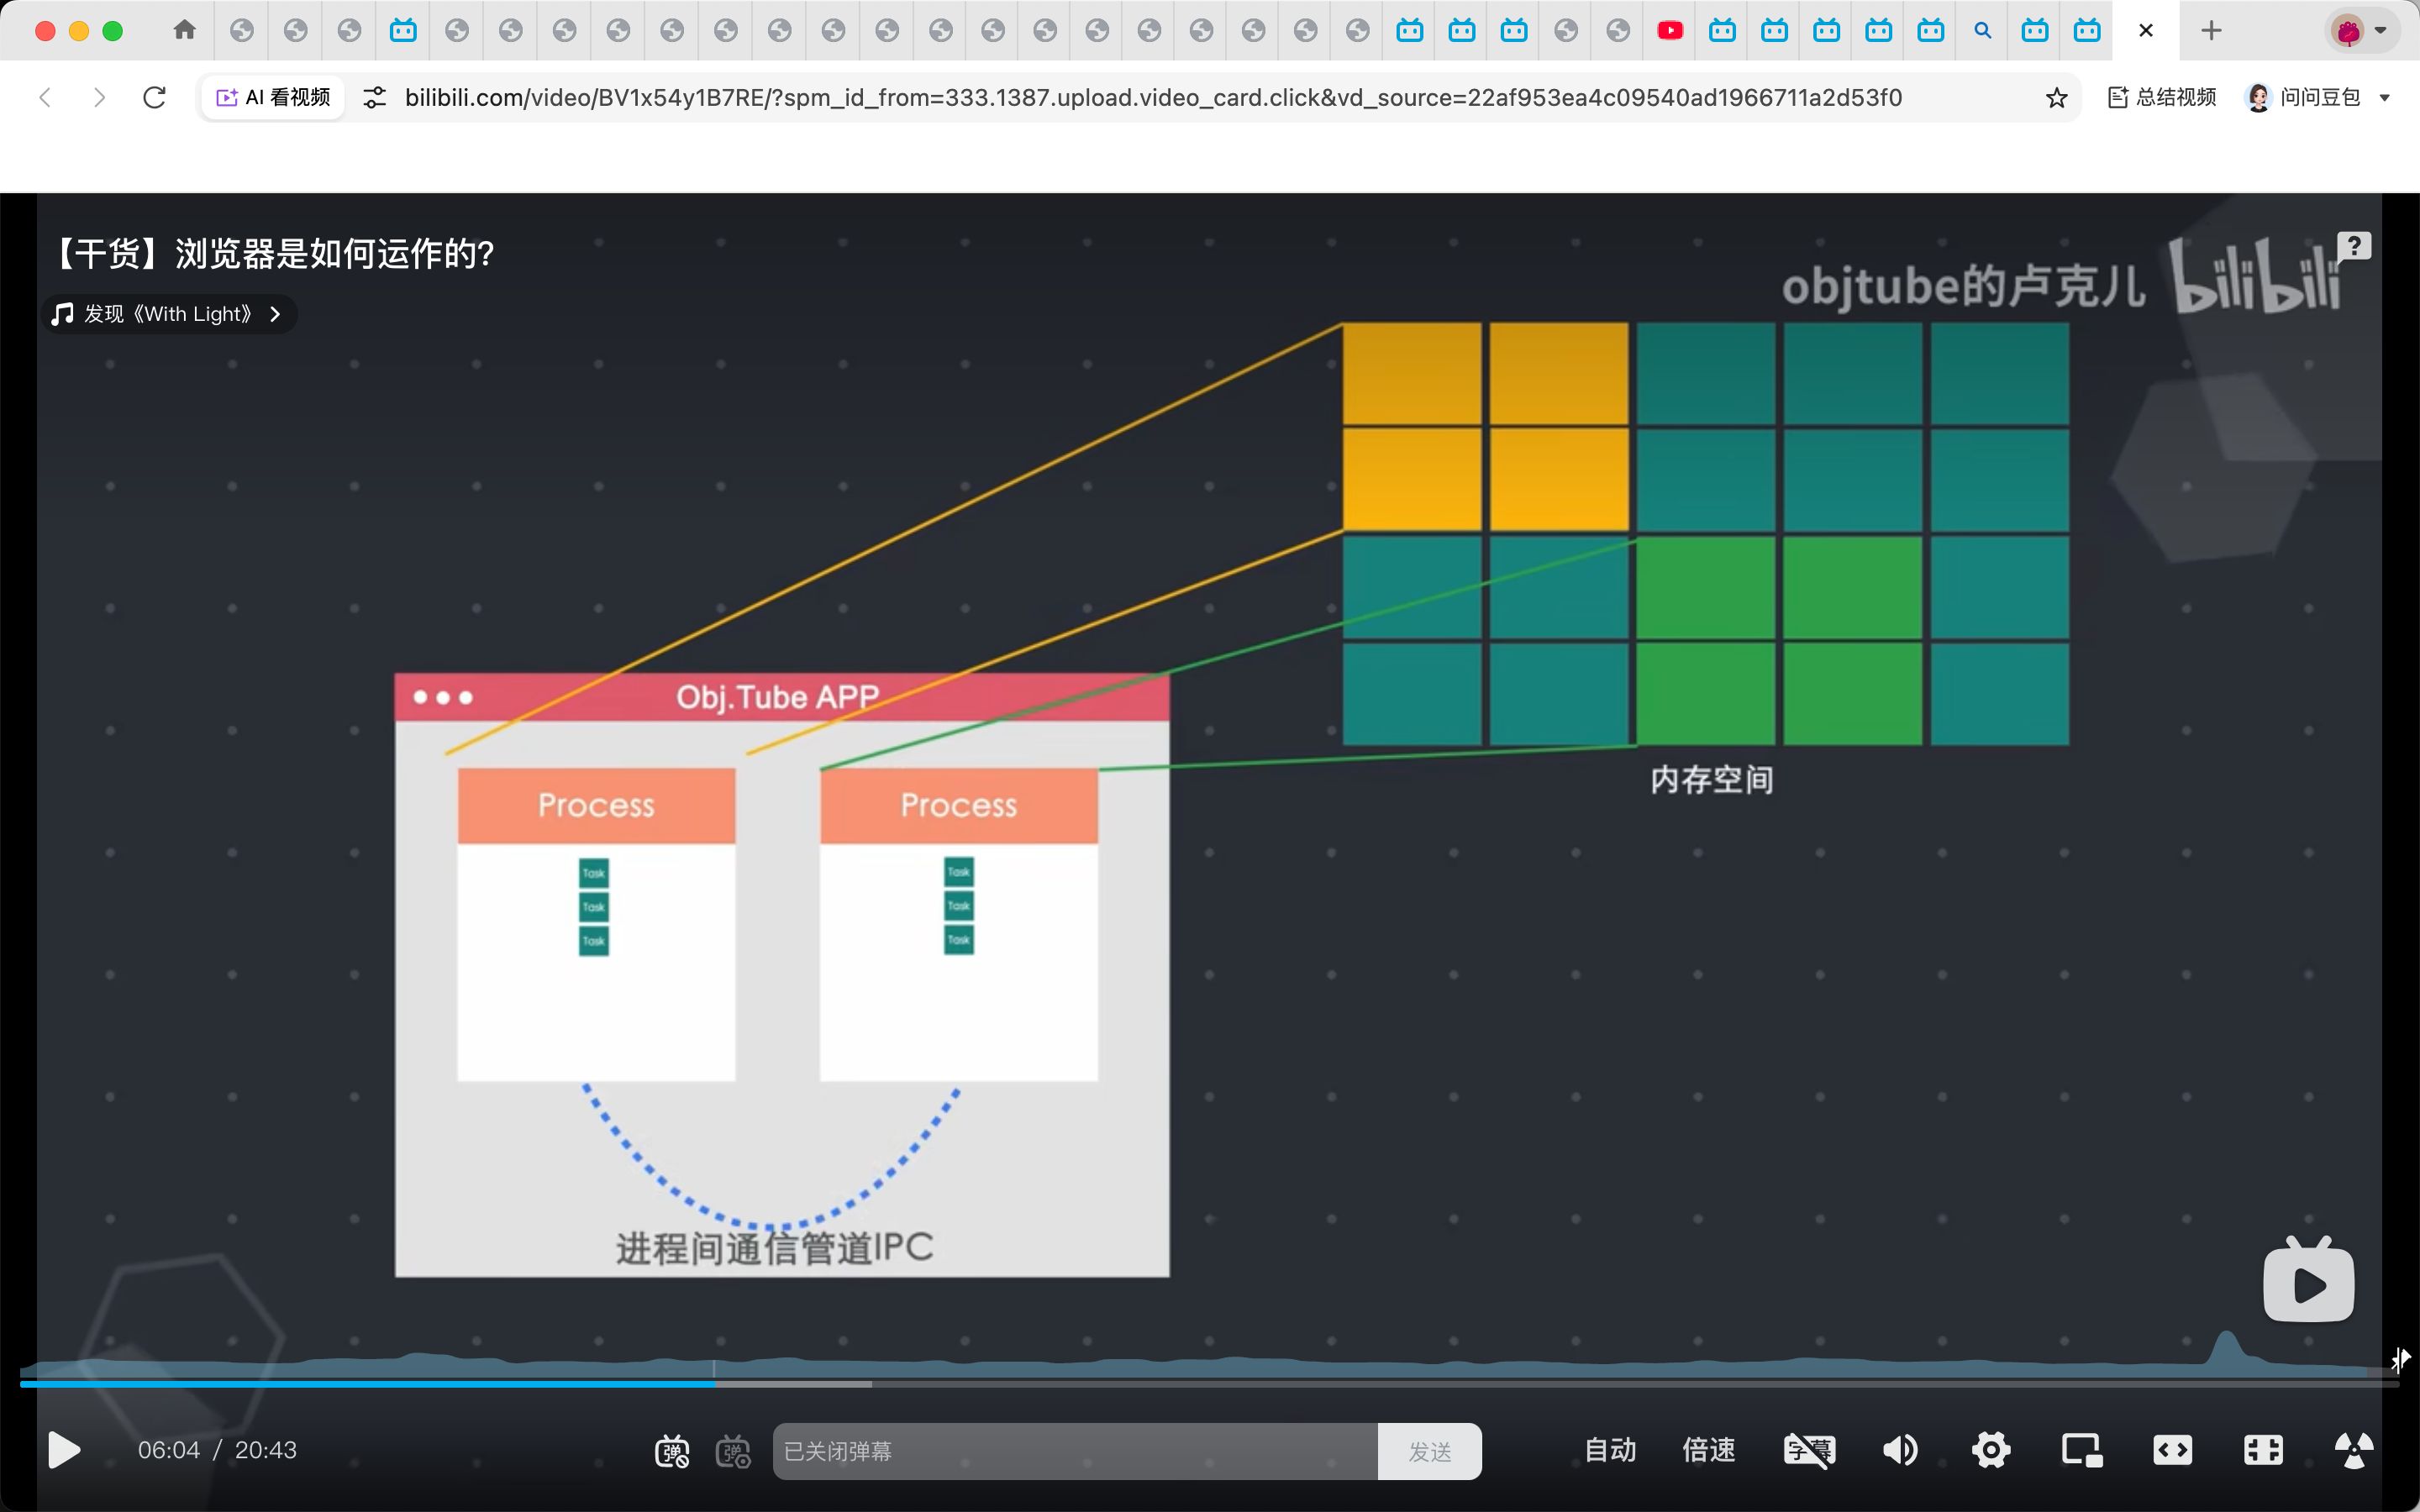 AI 看视频
bilibili.com/video/BV1x54y1B7RE/?spm_id_from=333.1387.upload.video_card.click&vd_source=22af953ea4c09540ad1966711a2d53f0
总结视频
问问豆包
【干货】浏览器是如何运作的?
发现《With Light》
objtube的卢克儿 bilibili
Obj.Tube APP
内存空间
Process
Process
Task
Task
Task
Task
Task
Task
进程间通信管道IPC
06:04 / 20:43
弹
弹
已关闭弹幕
发送
自动
倍速
字幕